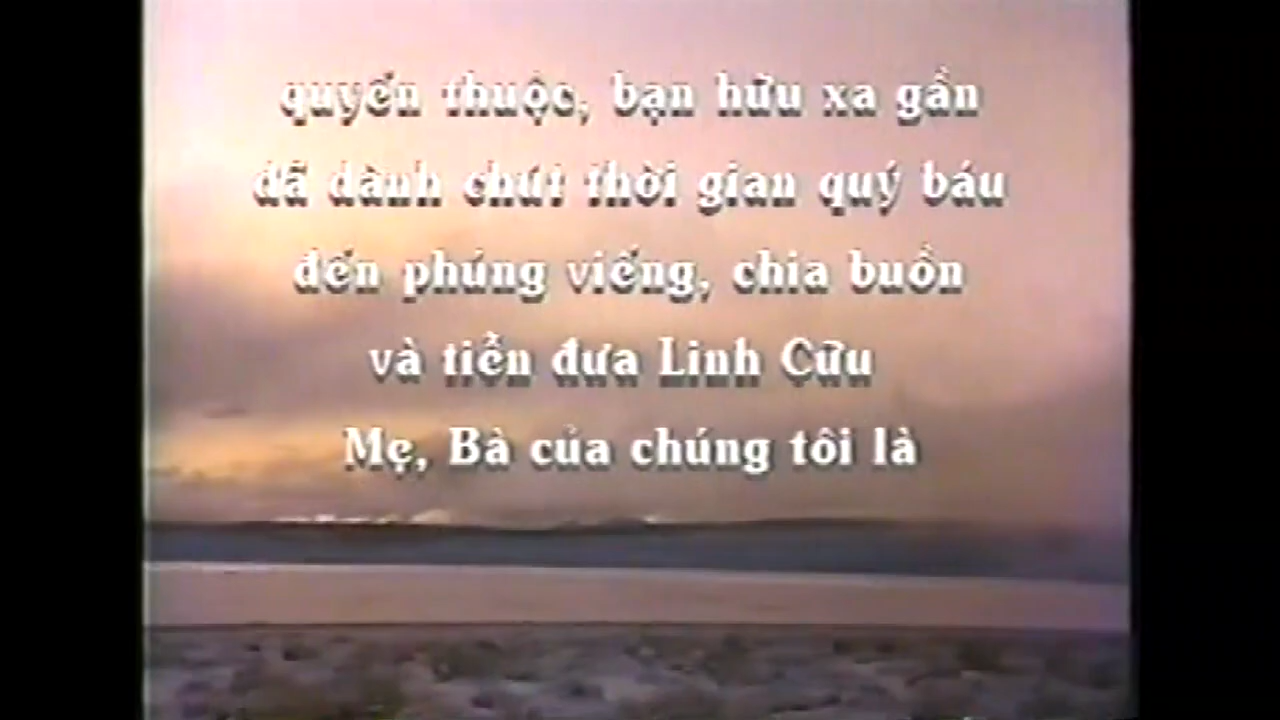 quyến thuộc, bạn hữu xa gần
đã dành chút thời gian quý báu
đến phúng viếng, chia buồn
và tiễn đưa Linh Cữu
Mẹ, Bà của chúng tôi là